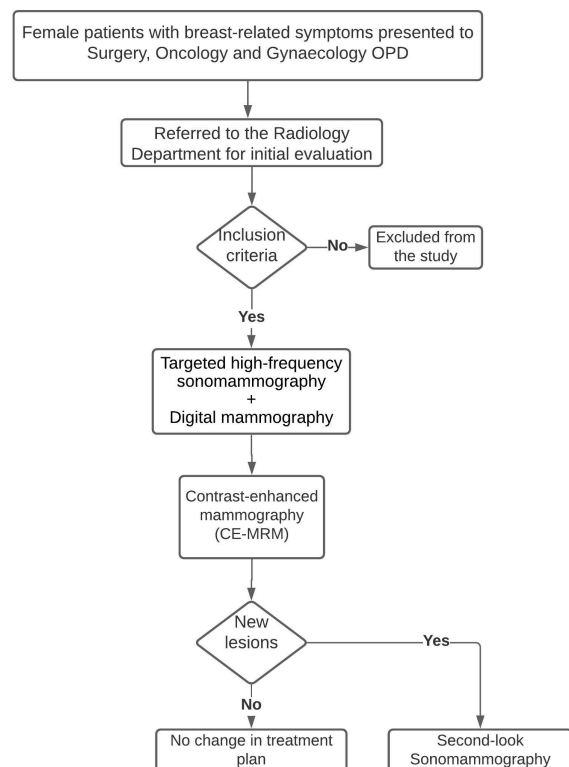 Female patients with breast-related symptoms presented to
Surgery, Oncology and Gynaecology OPD
Referred to the Radiology
Department for initial evaluation
Inclusion
criteria
No
Excluded from
the study
Yes
Targeted high-frequency
sonomammography
+
Digital mammography
Contrast-enhanced
mammography
(CE-MRM)
New
lesions
Yes
No
No change in treatment
plan
Second-look
Sonomammography